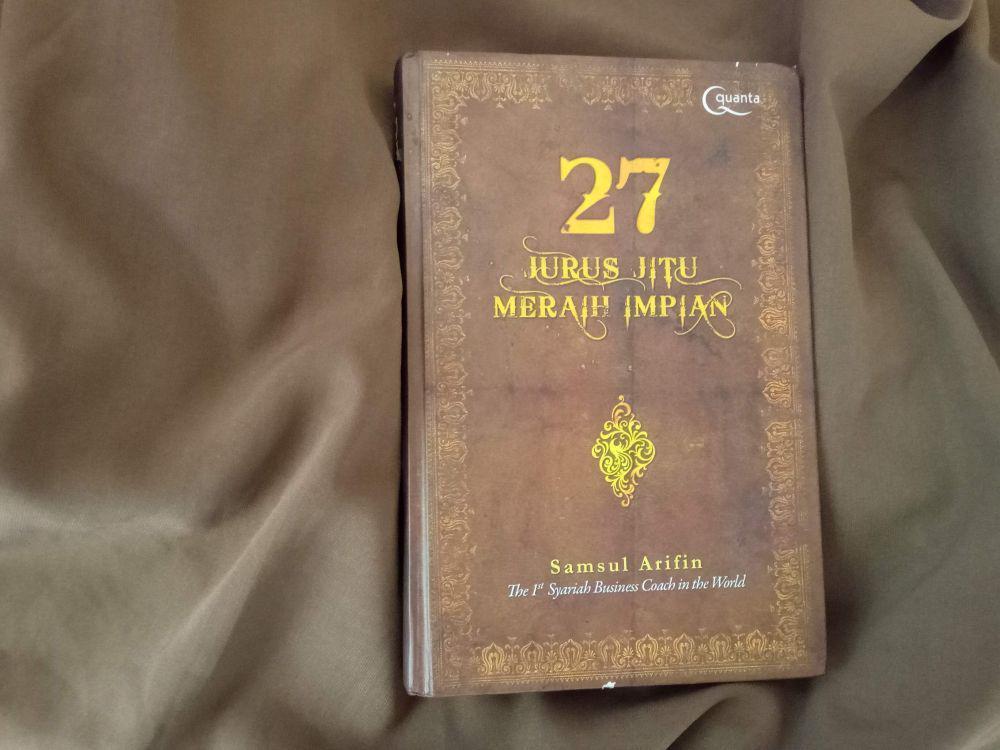 quanta
27
JURUS JITU
MERAIH IMPIAN
Samsul Arifin
The 1st Syariah Business Coach in the World